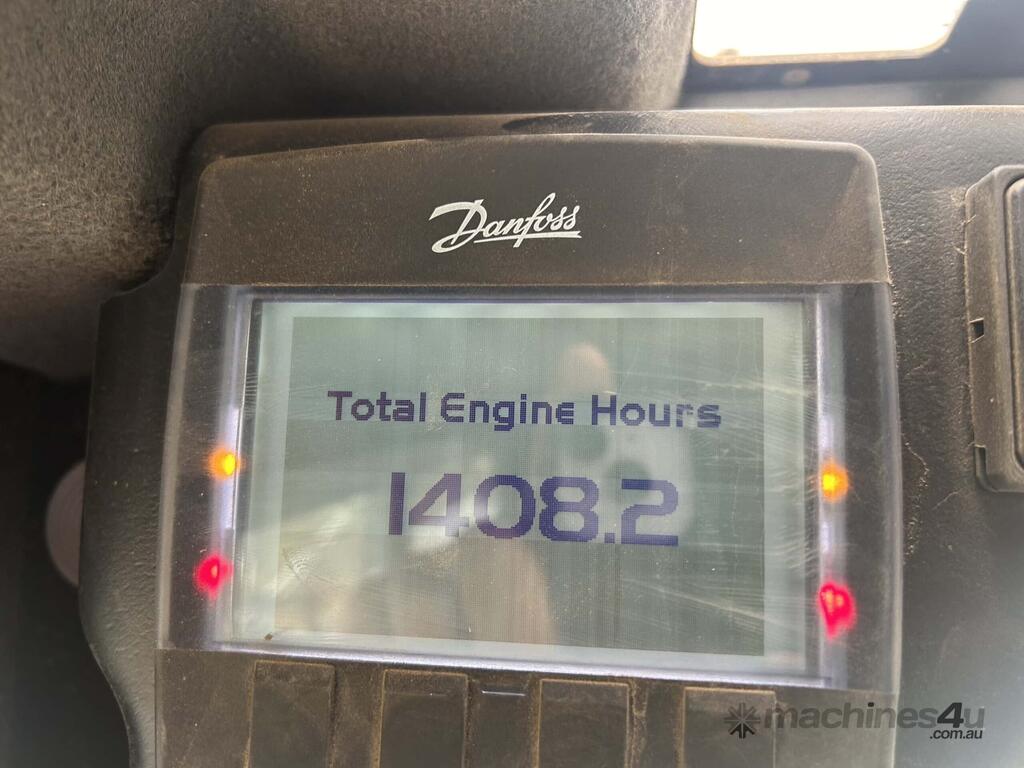 Danfoss
Total Engine Hours
1408.2
machines4u
.com.au